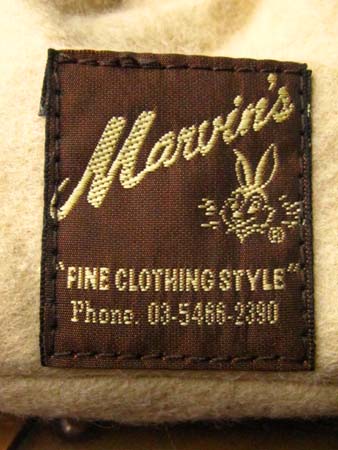 Marvin's
®
"FINE CLOTHING STYLE"
Phone. 03-5466-2390